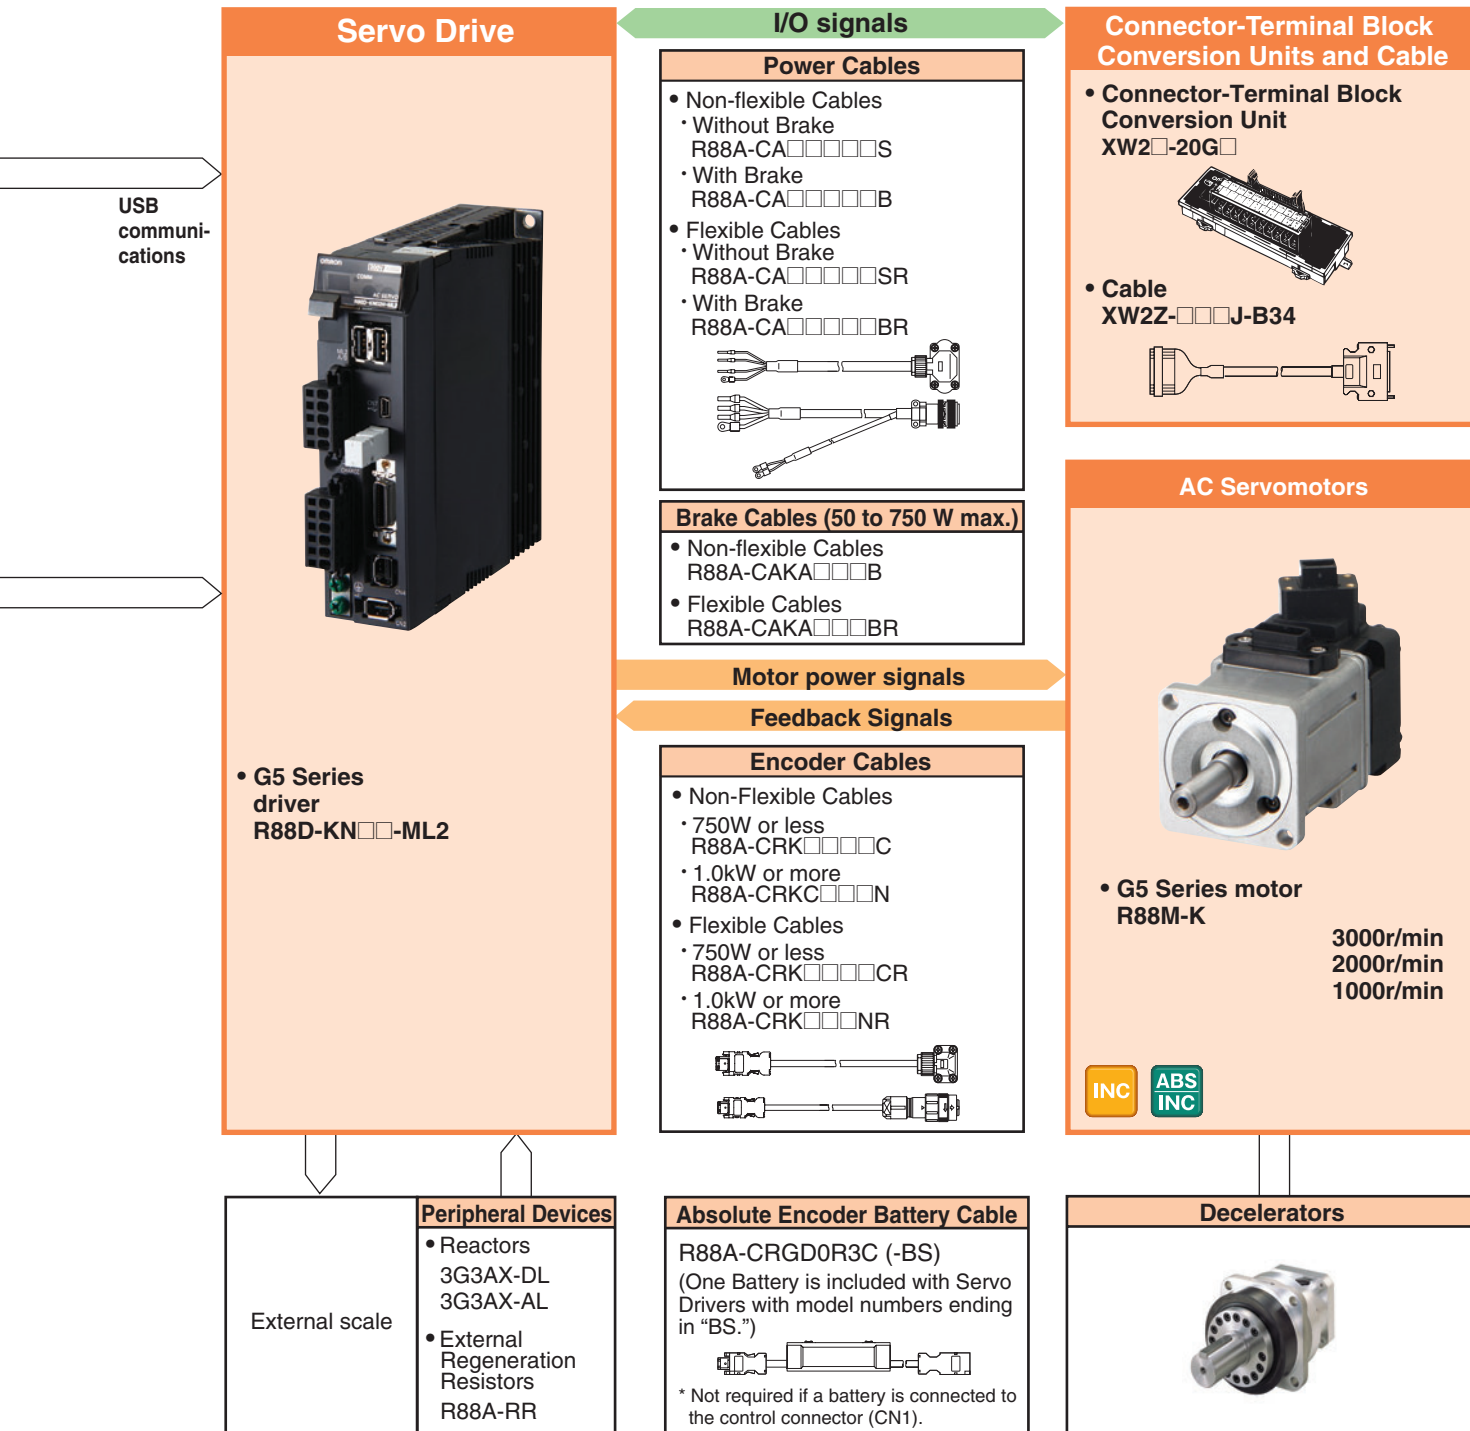 USB
communi-
cations
Servo Drive
OMRON
• G5 Series
driver
R88D-KN□□-ML2
I/O signals
Power Cables
• Non-flexible Cables
・Without Brake
R88A-CA□□□□□S
・With Brake
R88A-CA□□□□□B
• Flexible Cables
・Without Brake
R88A-CA□□□□□SR
・With Brake
R88A-CA□□□□□BR
Brake Cables (50 to 750 W max.)
• Non-flexible Cables
R88A-CAKA□□□B
• Flexible Cables
R88A-CAKA□□□BR
Motor power signals
Feedback Signals
Encoder Cables
• Non-Flexible Cables
・750W or less
R88A-CRK□□□□C
・1.0kW or more
R88A-CRKC□□□N
• Flexible Cables
・750W or less
R88A-CRK□□□□CR
・1.0kW or more
R88A-CRK□□□NR
Connector-Terminal Block
Conversion Units and Cable
• Connector-Terminal Block
Conversion Unit
XW2□-20G□
• Cable
XW2Z-□□□J-B34
AC Servomotors
• G5 Series motor
R88M-K
3000r/min
2000r/min
1000r/min
INC
ABS
INC
External scale
Peripheral Devices
• Reactors
3G3AX-DL
3G3AX-AL
• External
Regeneration
Resistors
R88A-RR
Absolute Encoder Battery Cable
R88A-CRGD0R3C (-BS)
(One Battery is included with Servo
Drivers with model numbers ending
in “BS.”)
* Not required if a battery is connected to
the control connector (CN1).
Decelerators